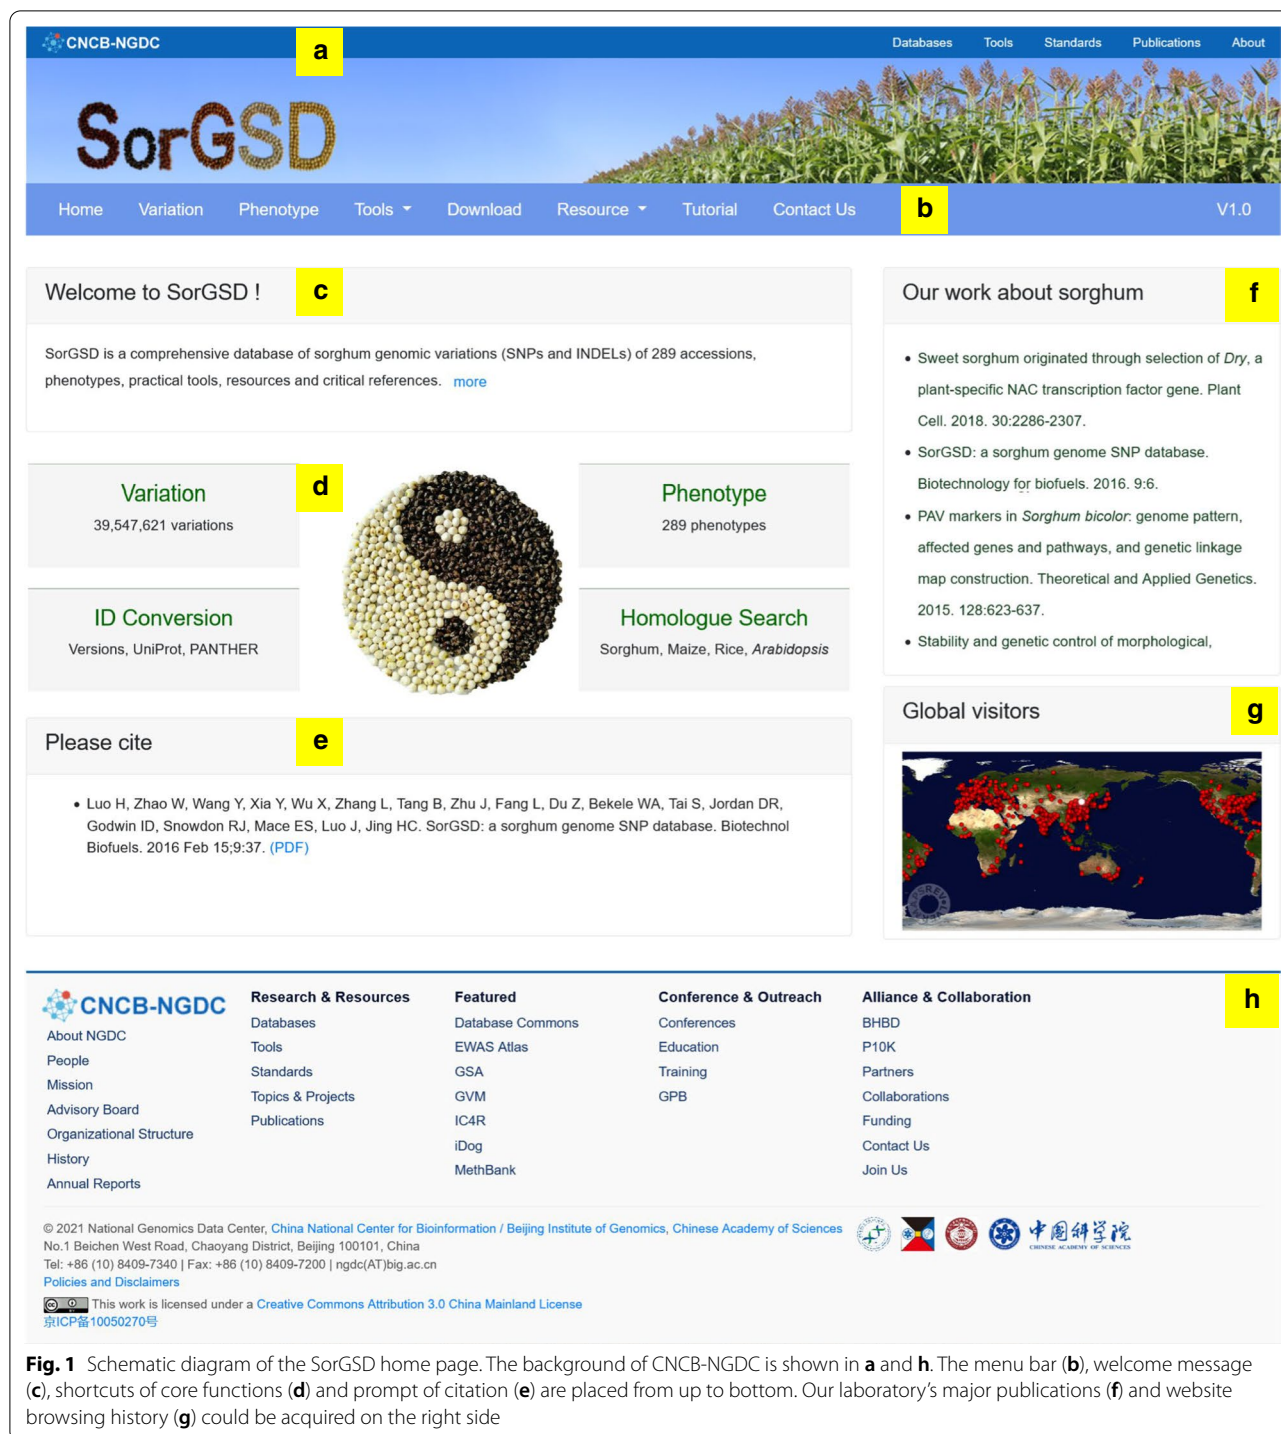 CNCB-NGDC
a
Databases Tools Standards Publications About
SorGSD
Home Variation Phenotype Tools Download Resource Tutorial Contact Us
b
V1.0
Welcome to SorGSD !
c
SorGSD is a comprehensive database of sorghum genomic variations (SNPs and INDELs) of 289 accessions,
phenotypes, practical tools, resources and critical references. more
Variation
39,547,621 variations
d
Phenotype
289 phenotypes
ID Conversion
Versions, UniProt, PANTHER
Homologue Search
Sorghum, Maize, Rice, Arabidopsis
Please cite
e
• Luo H, Zhao W, Wang Y, Xia Y, Wu X, Zhang L, Tang B, Zhu J, Fang L, Du Z, Bekele WA, Tai S, Jordan DR,
Godwin ID, Snowdon RJ, Mace ES, Luo J, Jing HC. SorGSD: a sorghum genome SNP database. Biotechnol
Biofuels. 2016 Feb 15;9:37. (PDF)
Our work about sorghum
f
• Sweet sorghum originated through selection of Dry, a
plant-specific NAC transcription factor gene. Plant
Cell. 2018. 30:2286-2307.
• SorGSD: a sorghum genome SNP database.
Biotechnology for biofuels. 2016. 9:6.
• PAV markers in Sorghum bicolor: genome pattern,
affected genes and pathways, and genetic linkage
map construction. Theoretical and Applied Genetics.
2015. 128:623-637.
• Stability and genetic control of morphological,
Global visitors
g
CNCB-NGDC
About NGDC
People
Mission
Advisory Board
Organizational Structure
History
Annual Reports
Research & Resources
Databases
Tools
Standards
Topics & Projects
Publications
Featured
Database Commons
EWAS Atlas
GSA
GVM
IC4R
iDog
MethBank
Conference & Outreach
Conferences
Education
Training
GPB
Alliance & Collaboration
BHBD
P10K
Partners
Collaborations
Funding
Contact Us
Join Us
h
© 2021 National Genomics Data Center, China National Center for Bioinformation / Beijing Institute of Genomics, Chinese Academy of Sciences
No.1 Beichen West Road, Chaoyang District, Beijing 100101, China
Tel: +86 (10) 8409-7340 | Fax: +86 (10) 8409-7200 | ngdc(AT)big.ac.cn
Policies and Disclaimers
中国科学院
CHINESE ACADEMY OF SCIENCES
cc This work is licensed under a Creative Commons Attribution 3.0 China Mainland License
京ICP备10050270号
Fig. 1 Schematic diagram of the SorGSD home page. The background of CNCB-NGDC is shown in a and h. The menu bar (b), welcome message
(c), shortcuts of core functions (d) and prompt of citation (e) are placed from up to bottom. Our laboratory's major publications (f) and website
browsing history (g) could be acquired on the right side